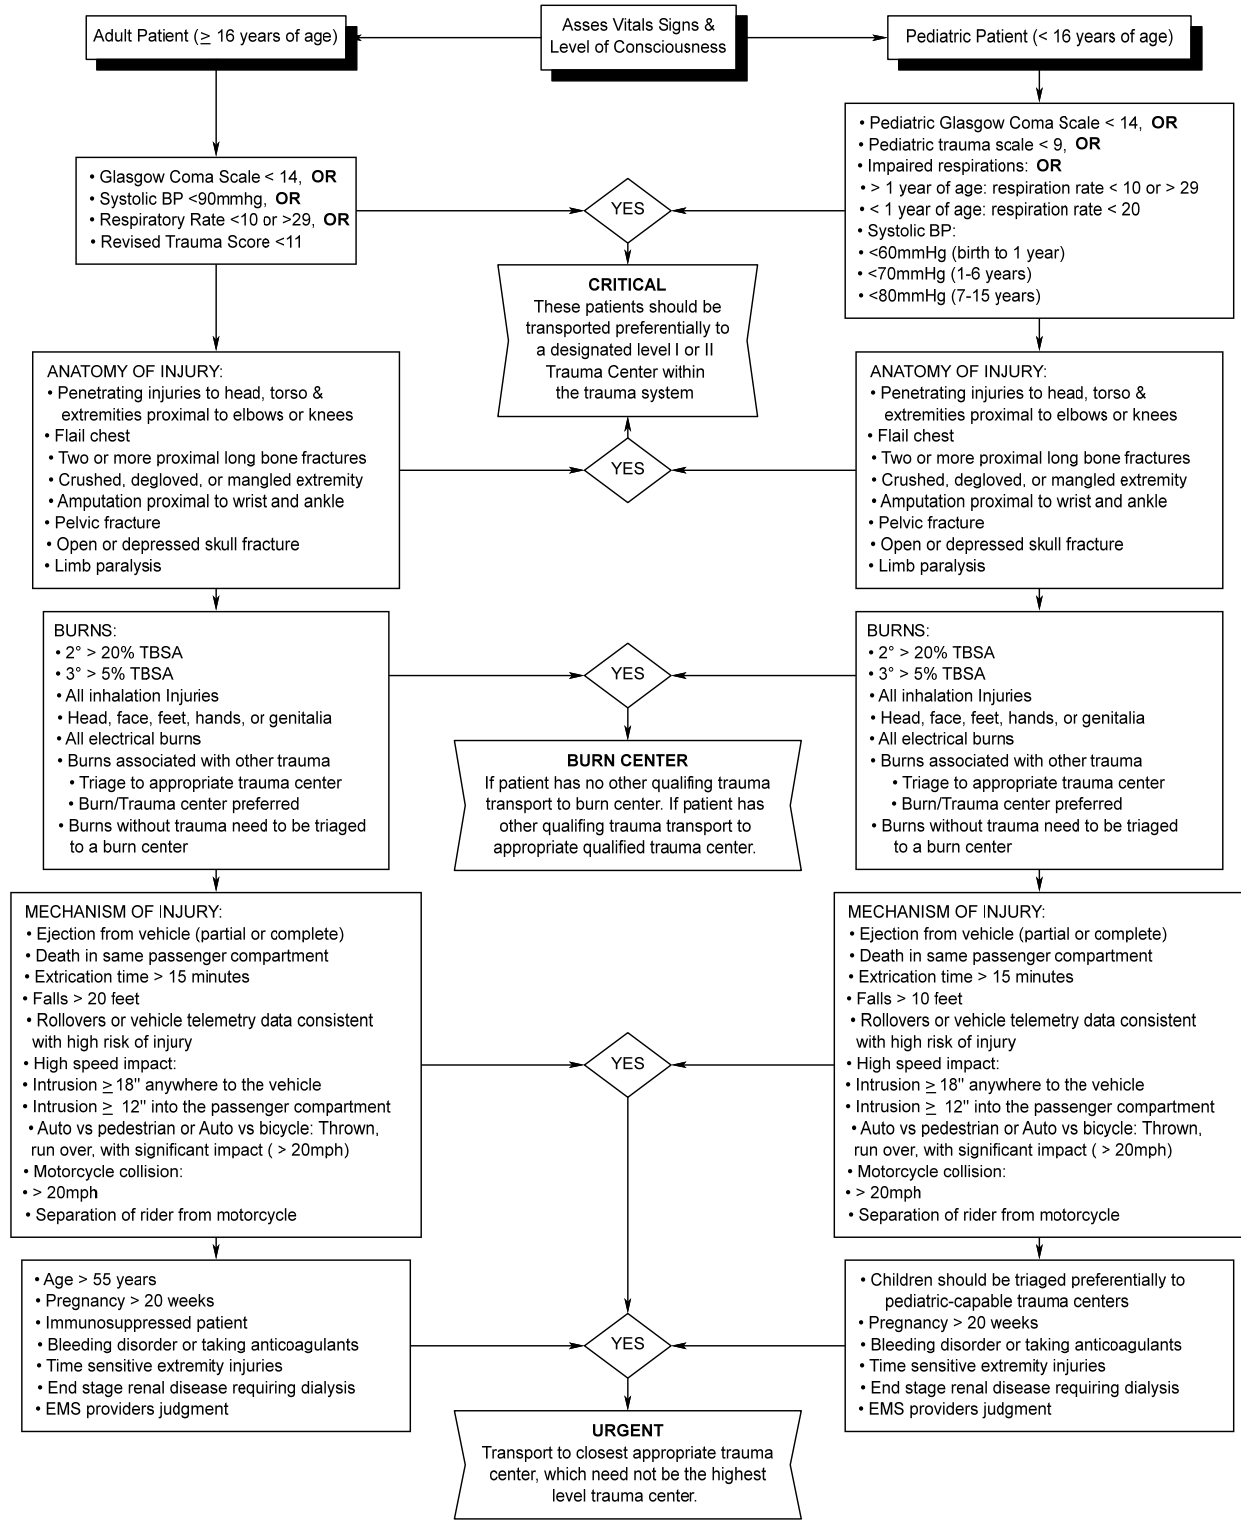 Asses Vitals Signs &
Level of Consciousness
Adult Patient (≥ 16 years of age)
Pediatric Patient (< 16 years of age)
• Glasgow Coma Scale < 14, OR
• Systolic BP <90mmhg, OR
• Respiratory Rate <10 or >29, OR
• Revised Trauma Score <11
YES
• Pediatric Glasgow Coma Scale < 14, OR
• Pediatric trauma scale < 9, OR
• Impaired respirations: OR
• > 1 year of age: respiration rate < 10 or > 29
• < 1 year of age: respiration rate < 20
• Systolic BP:
• <60mmHg (birth to 1 year)
• <70mmHg (1-6 years)
• <80mmHg (7-15 years)
CRITICAL
These patients should be
transported preferentially to
a designated level I or II
Trauma Center within
the trauma system
ANATOMY OF INJURY:
• Penetrating injuries to head, torso &
extremities proximal to elbows or knees
• Flail chest
• Two or more proximal long bone fractures
• Crushed, degloved, or mangled extremity
• Amputation proximal to wrist and ankle
• Pelvic fracture
• Open or depressed skull fracture
• Limb paralysis
YES
ANATOMY OF INJURY:
• Penetrating injuries to head, torso &
extremities proximal to elbows or knees
• Flail chest
• Two or more proximal long bone fractures
• Crushed, degloved, or mangled extremity
• Amputation proximal to wrist and ankle
• Pelvic fracture
• Open or depressed skull fracture
• Limb paralysis
BURNS:
• 2° > 20% TBSA
• 3° > 5% TBSA
• All inhalation Injuries
• Head, face, feet, hands, or genitalia
• All electrical burns
• Burns associated with other trauma
• Triage to appropriate trauma center
• Burn/Trauma center preferred
• Burns without trauma need to be triaged
to a burn center
YES
BURNS:
• 2° > 20% TBSA
• 3° > 5% TBSA
• All inhalation Injuries
• Head, face, feet, hands, or genitalia
• All electrical burns
• Burns associated with other trauma
• Triage to appropriate trauma center
• Burn/Trauma center preferred
• Burns without trauma need to be triaged
to a burn center
BURN CENTER
If patient has no other qualifing trauma
transport to burn center. If patient has
other qualifing trauma transport to
appropriate qualified trauma center.
MECHANISM OF INJURY:
• Ejection from vehicle (partial or complete)
• Death in same passenger compartment
• Extrication time > 15 minutes
• Falls > 20 feet
• Rollovers or vehicle telemetry data consistent
with high risk of injury
• High speed impact:
• Intrusion ≥ 18" anywhere to the vehicle
• Intrusion ≥ 12" into the passenger compartment
• Auto vs pedestrian or Auto vs bicycle: Thrown,
run over, with significant impact ( > 20mph)
• Motorcycle collision:
• > 20mph
• Separation of rider from motorcycle
YES
MECHANISM OF INJURY:
• Ejection from vehicle (partial or complete)
• Death in same passenger compartment
• Extrication time > 15 minutes
• Falls > 10 feet
• Rollovers or vehicle telemetry data consistent
with high risk of injury
• High speed impact:
• Intrusion ≥ 18" anywhere to the vehicle
• Intrusion ≥ 12" into the passenger compartment
• Auto vs pedestrian or Auto vs bicycle: Thrown,
run over, with significant impact ( > 20mph)
• Motorcycle collision:
• > 20mph
• Separation of rider from motorcycle
• Age > 55 years
• Pregnancy > 20 weeks
• Immunosuppressed patient
• Bleeding disorder or taking anticoagulants
• Time sensitive extremity injuries
• End stage renal disease requiring dialysis
• EMS providers judgment
YES
• Children should be triaged preferentially to
pediatric-capable trauma centers
• Pregnancy > 20 weeks
• Bleeding disorder or taking anticoagulants
• Time sensitive extremity injuries
• End stage renal disease requiring dialysis
• EMS providers judgment
URGENT
Transport to closest appropriate trauma
center, which need not be the highest
level trauma center.